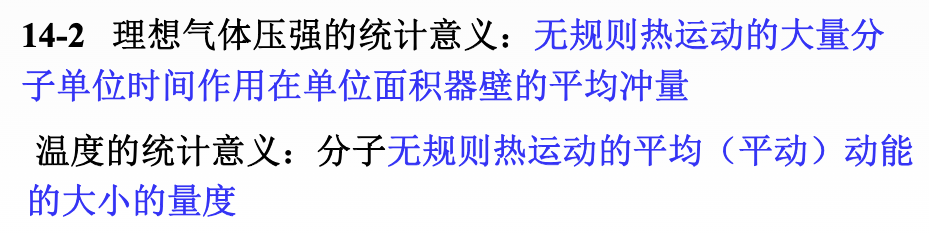 14-2 理想气体压强的统计意义：无规则热运动的大量分
子单位时间作用在单位面积器壁的平均冲量
温度的统计意义：分子无规则热运动的平均（平动）动能
的大小的量度